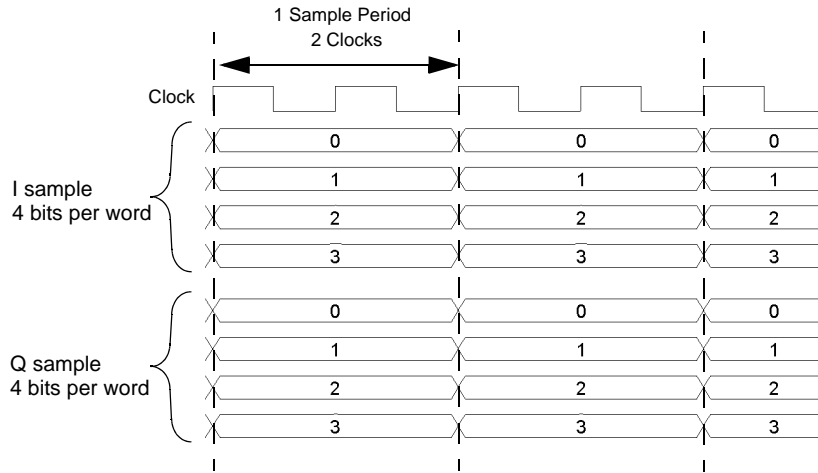 1 Sample Period
2 Clocks
Clock
0 0 0
I sample
4 bits per word
1 1 1
2 2 2
3 3 3
0 0 0
Q sample
4 bits per word
1 1 1
2 2 2
3 3 3